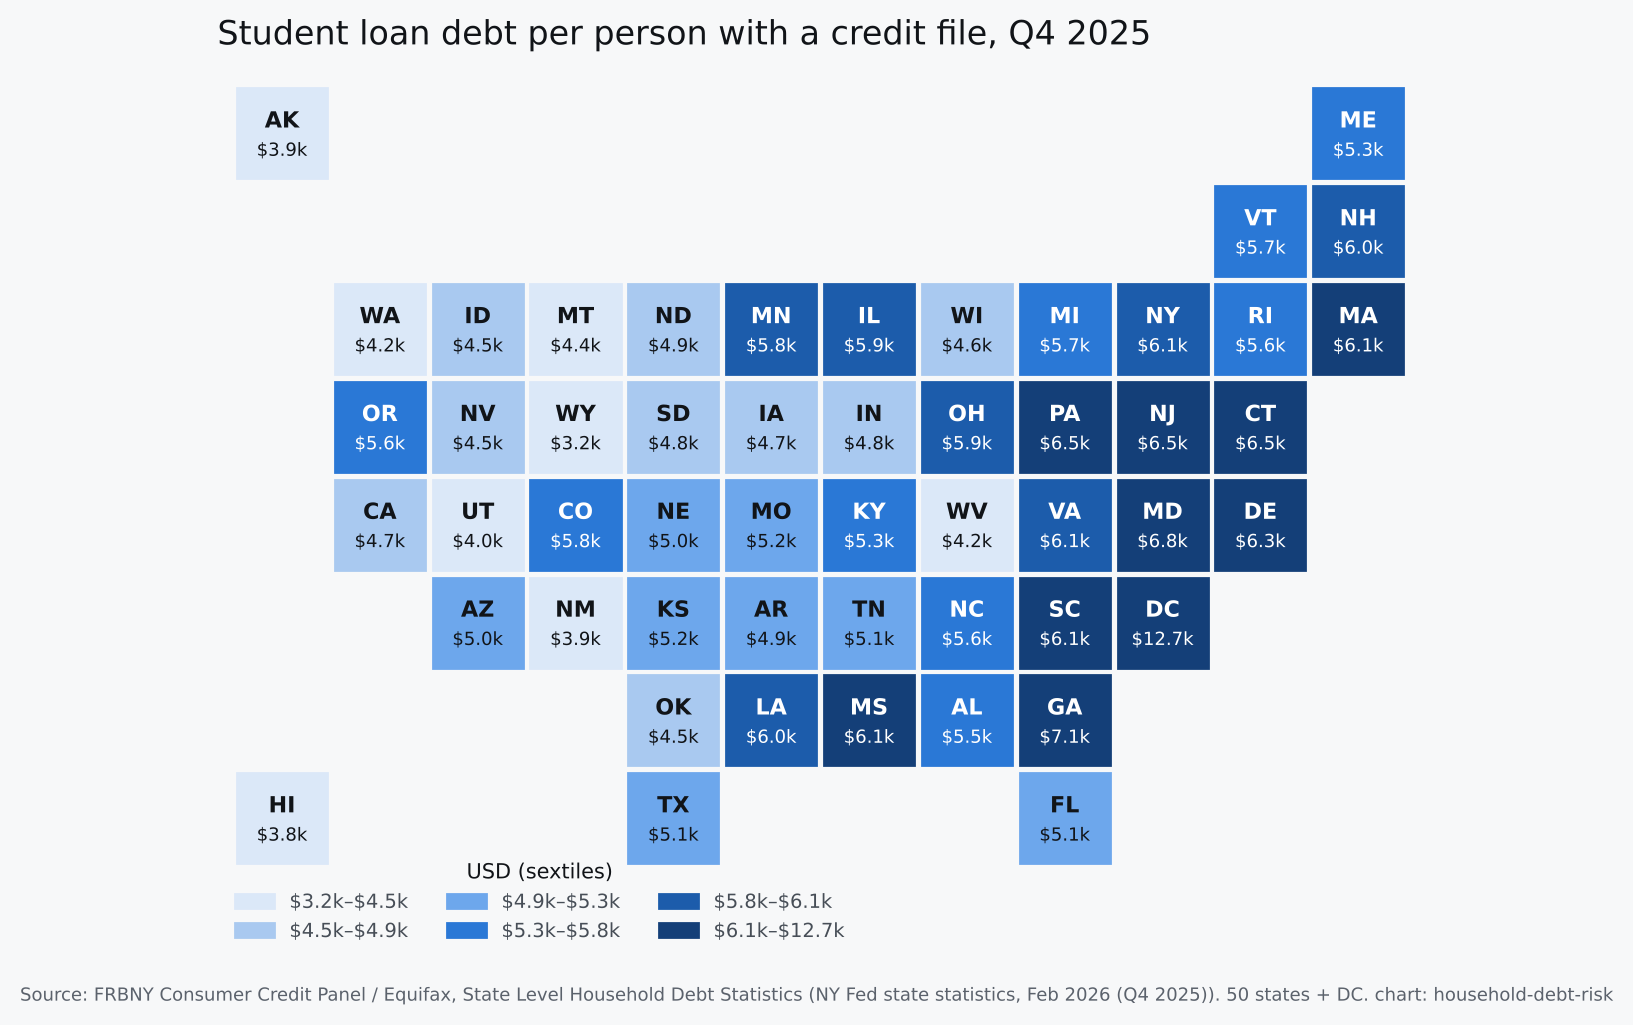 Student loan debt per person with a credit file, Q4 2025
AK
$3.9k
ME
$5.3k
VT
$5.7k
NH
$6.0k
WA
$4.2k
ID
$4.5k
MT
$4.4k
ND
$4.9k
MN
$5.8k
IL
$5.9k
WI
$4.6k
MI
$5.7k
NY
$6.1k
RI
$5.6k
MA
$6.1k
OR
$5.6k
NV
$4.5k
WY
$3.2k
SD
$4.8k
IA
$4.7k
IN
$4.8k
OH
$5.9k
PA
$6.5k
NJ
$6.5k
CT
$6.5k
CA
$4.7k
UT
$4.0k
CO
$5.8k
NE
$5.0k
MO
$5.2k
KY
$5.3k
WV
$4.2k
VA
$6.1k
MD
$6.8k
DE
$6.3k
AZ
$5.0k
NM
$3.9k
KS
$5.2k
AR
$4.9k
TN
$5.1k
NC
$5.6k
SC
$6.1k
DC
$12.7k
OK
$4.5k
LA
$6.0k
MS
$6.1k
AL
$5.5k
GA
$7.1k
HI
$3.8k
TX
$5.1k
FL
$5.1k
USD (sextiles)
$3.2k–$4.5k
$4.5k–$4.9k
$4.9k–$5.3k
$5.3k–$5.8k
$5.8k–$6.1k
$6.1k–$12.7k
Source: FRBNY Consumer Credit Panel / Equifax, State Level Household Debt Statistics (NY Fed state statistics, Feb 2026 (Q4 2025)). 50 states + DC. chart: household-debt-risk